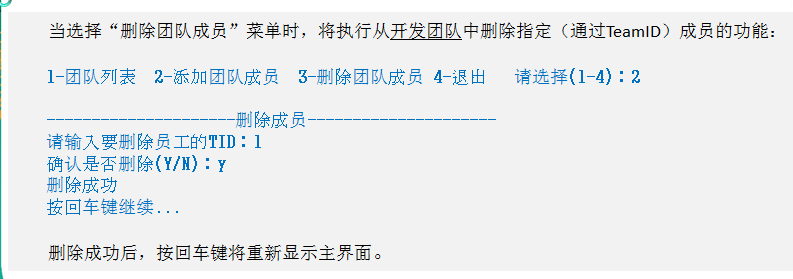 当选择“删除团队成员”菜单时，将执行从开发团队中删除指定（通过TeamID）成员的功能：
1-团队列表 2-添加团队成员 3-删除团队成员 4-退出 请选择(1-4)：2
---------------------删除成员---------------------
请输入要删除员工的TID：1
确认是否删除(Y/N)：y
删除成功
按回车键继续...
删除成功后，按回车键将重新显示主界面。